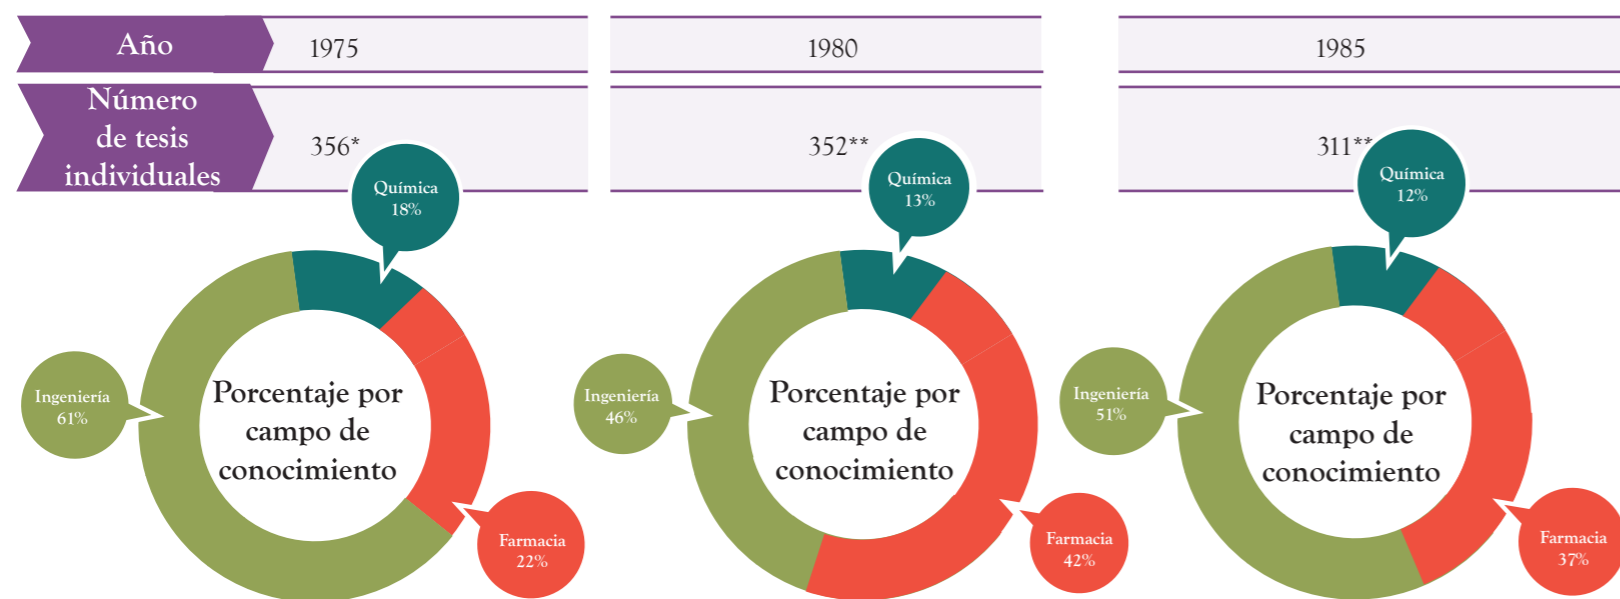 Año
1975
1980
1985
Número
de tesis
individuales
356*
352**
311**
Química
18%
Química
13%
Química
12%
Ingeniería
61%
Porcentaje por
campo de
conocimiento
Farmacia
22%
Ingeniería
46%
Porcentaje por
campo de
conocimiento
Farmacia
42%
Ingeniería
51%
Porcentaje por
campo de
conocimiento
Farmacia
37%